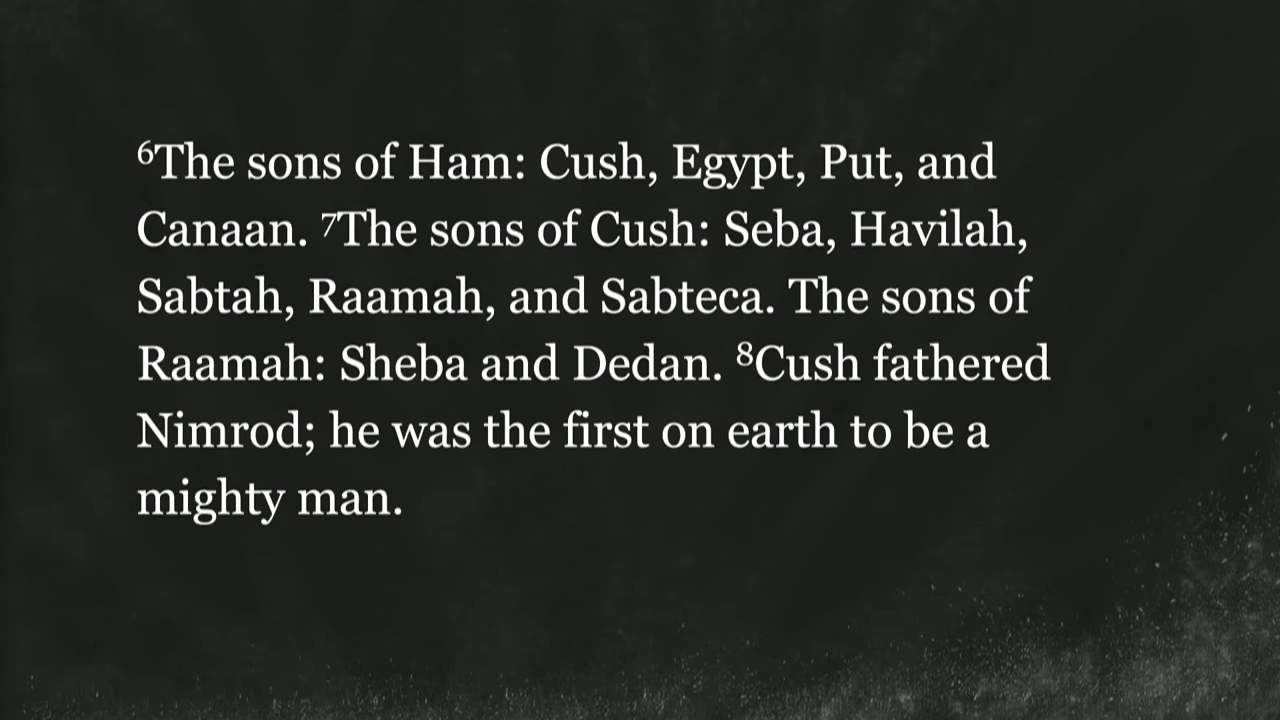 ⁶The sons of Ham: Cush, Egypt, Put, and
Canaan. ⁷The sons of Cush: Seba, Havilah,
Sabtah, Raamah, and Sabteca. The sons of
Raamah: Sheba and Dedan. ⁸Cush fathered
Nimrod; he was the first on earth to be a
mighty man.